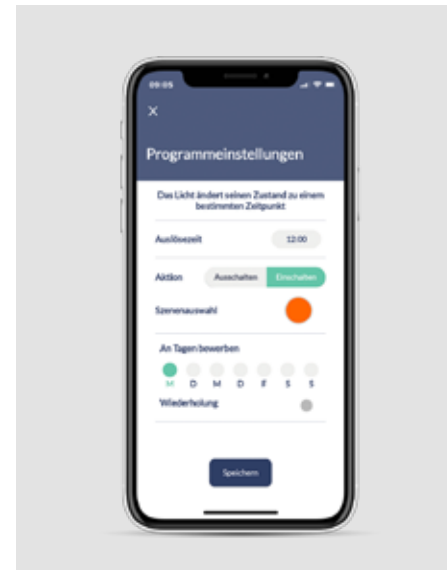 09:05
Programmeinstellungen
Das Licht ändert seinen Zustand zu einem
bestimmten Zeitpunkt
Auslösezeit 12:00
Aktion Ausschalten Einschalten
Szenenauswahl
An Tagen bewerben
M D M D F S S
Wiederholung
Speichern